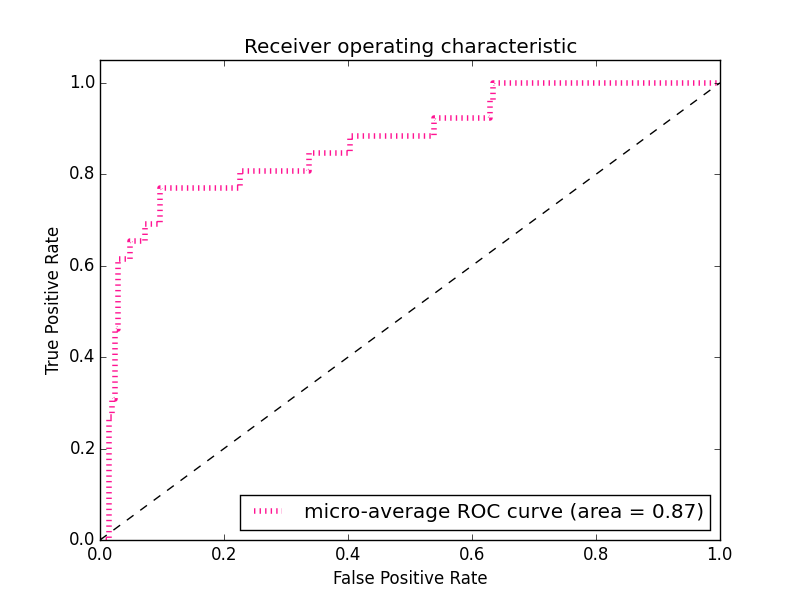 Receiver operating characteristic
1.0
0.8
0.6
0.4
0.2
0.0
True Positive Rate
micro-average ROC curve (area = 0.87)
0.0 0.2 0.4 0.6 0.8 1.0
False Positive Rate